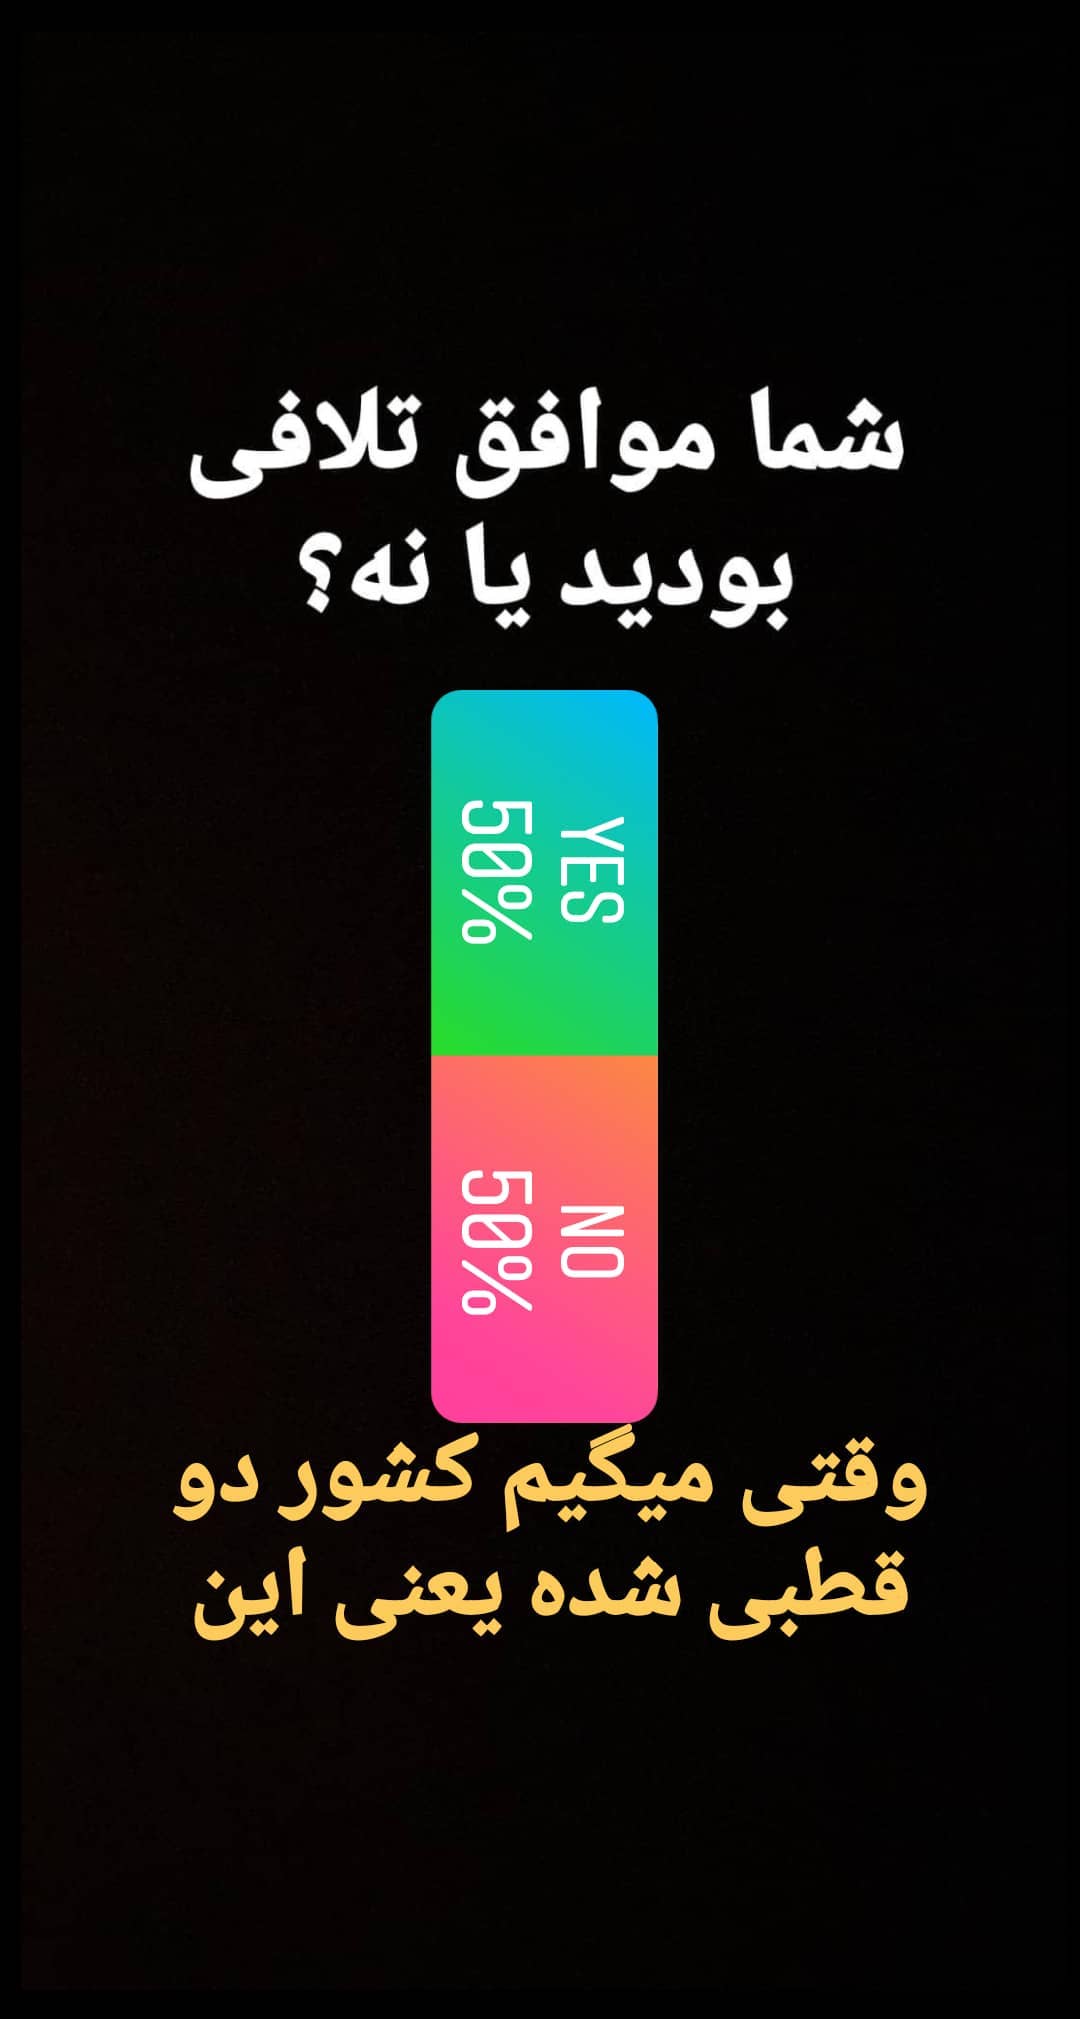 شما موافق تلافی
بودید یا نه؟
YES
50%
NO
50%
وقتی میگیم کشور دو
قطبی شده یعنی این